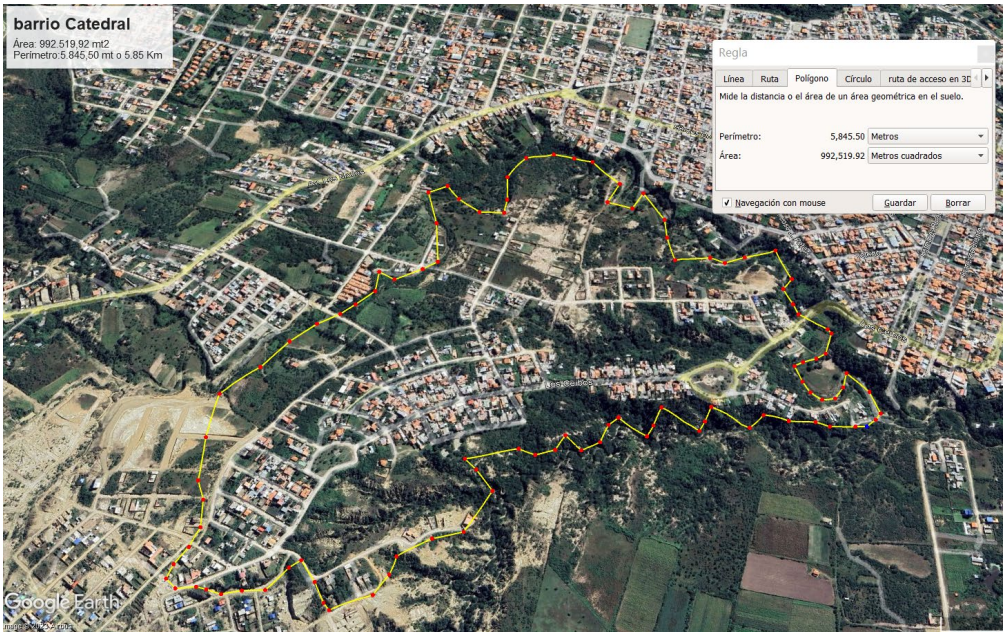 barrio Catedral
Área: 992.519,92 mt2
Perímetro:5.845,50 mt o 5.85 Km
Regla
Línea Ruta Polígono Círculo ruta de acceso en 3D
Mide la distancia o el área de un área geométrica en el suelo.
Perímetro: 5,845.50 Metros
Área: 992,519.92 Metros cuadrados
Navegación con mouse Guardar Borrar
Los Ceibos
Google Earth